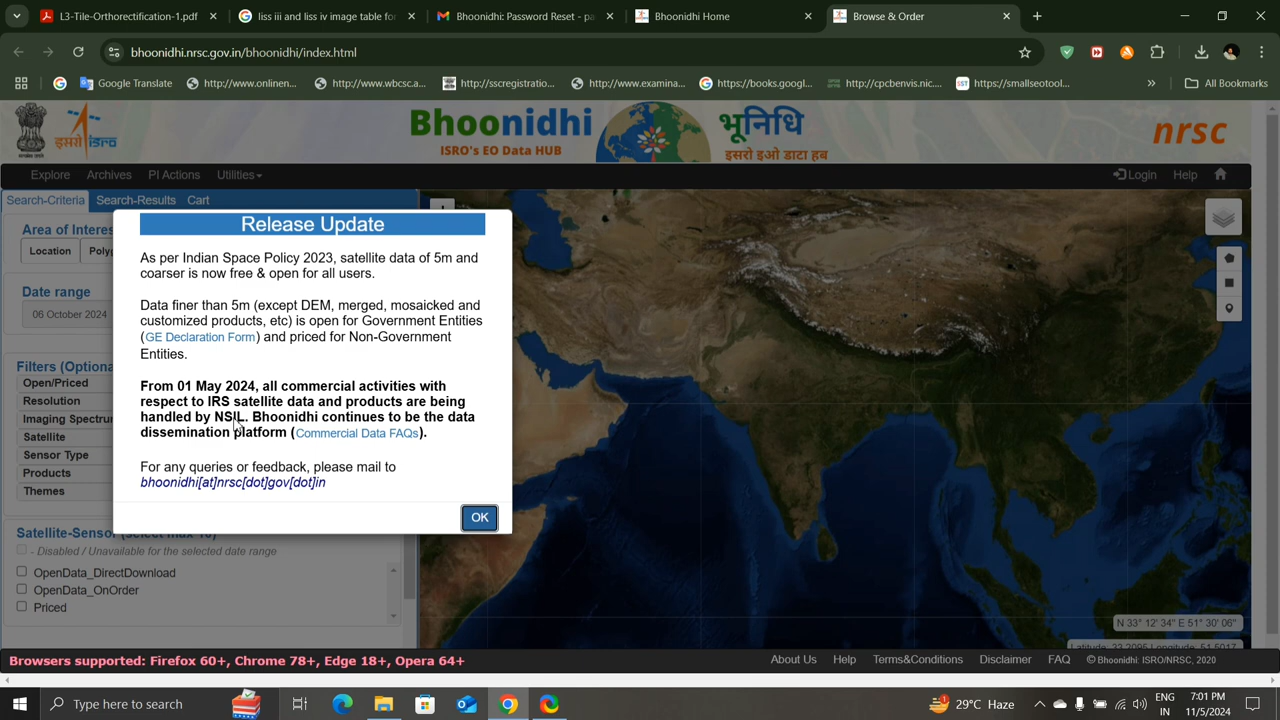 L3-Tile-Orthorectification-1.pdf
liss iii and liss iv image table for
Bhoonidhi: Password Reset - pa
Bhoonidhi Home
Browse & Order
bhoonidhi.nrsc.gov.in/bhoonidhi/index.html
Google Translate
http://www.onlinen...
http://www.wbcsc.a...
http://sscregistratio...
http://www.examina...
https://books.googl...
http://cpcbenvis.nic....
https://smallseotool...
All Bookmarks
इसरो isro
Bhoonidhi
ISRO's EO Data HUB
भूनिधि
इसरो इओ डाटा हब
nrsc
Explore Archives PI Actions Utilities
Login Help
Search-Criteria Search-Results Cart
Area of Interes
Location Polyg
Date range
06 October 2024
Filters (Optiona
Open/Priced
Resolution
Imaging Spectrum
Satellite
Sensor Type
Products
Themes
Release Update
As per Indian Space Policy 2023, satellite data of 5m and
coarser is now free & open for all users.
Data finer than 5m (except DEM, merged, mosaicked and
customized products, etc) is open for Government Entities
(GE Declaration Form) and priced for Non-Government
Entities.
From 01 May 2024, all commercial activities with
respect to IRS satellite data and products are being
handled by NSIL. Bhoonidhi continues to be the data
dissemination platform (Commercial Data FAQs).
For any queries or feedback, please mail to
bhoonidhi[at]nrsc[dot]gov[dot]in
OK
Satellite-Sensor (select max 10)
- Disabled / Unavailable for the selected date range
OpenData_DirectDownload
OpenData_OnOrder
Priced
N 33° 12' 34" E 51° 30' 06"
Browsers supported: Firefox 60+, Chrome 78+, Edge 18+, Opera 64+
About Us Help Terms&Conditions Disclaimer FAQ © Bhoonidhi: ISRO/NRSC, 2020
Type here to search
29°C Haze
ENG
IN
7:01 PM
11/5/2024